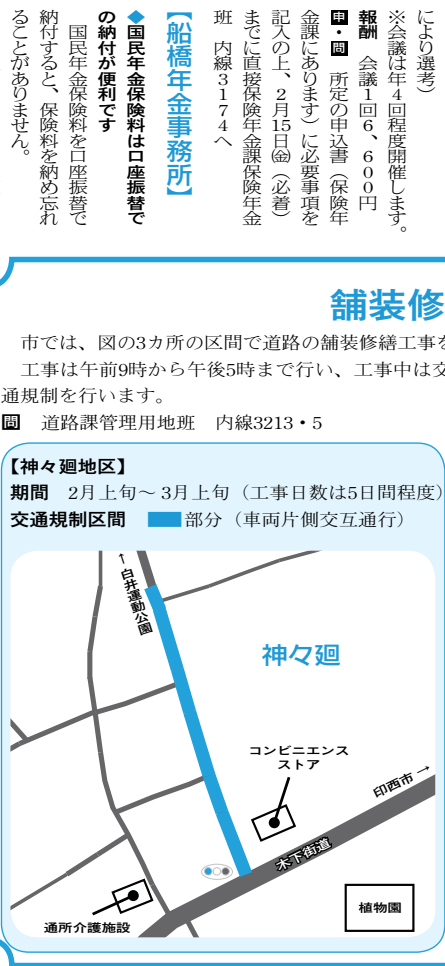 により選考)
※会議は年4回程度開催します。
報酬　会議1回6、600円
申・問　所定の申込書（保険年
金課にあります）に必要事項を
記入の上、2月15日㈮（必着）
までに直接保険年金課保険年金
班　内線3174へ
【船橋年金事務所】
◆国民年金保険料は口座振替で
の納付が便利です
国民年金保険料を口座振替で
納付すると、保険料を納め忘れ
ることがありません。
舗装修
市では、図の3カ所の区間で道路の舗装修繕工事を
工事は午前9時から午後5時まで行い、工事中は交
通規制を行います。
問　道路課管理用地班　内線3213・5
【神々廻地区】
期間　2月上旬～3月上旬（工事日数は5日間程度）
交通規制区間　部分（車両片側交互通行）
←白井運動公園
神々廻
コンビニエンス
ストア
印西市→
木下街道
通所介護施設
植物園